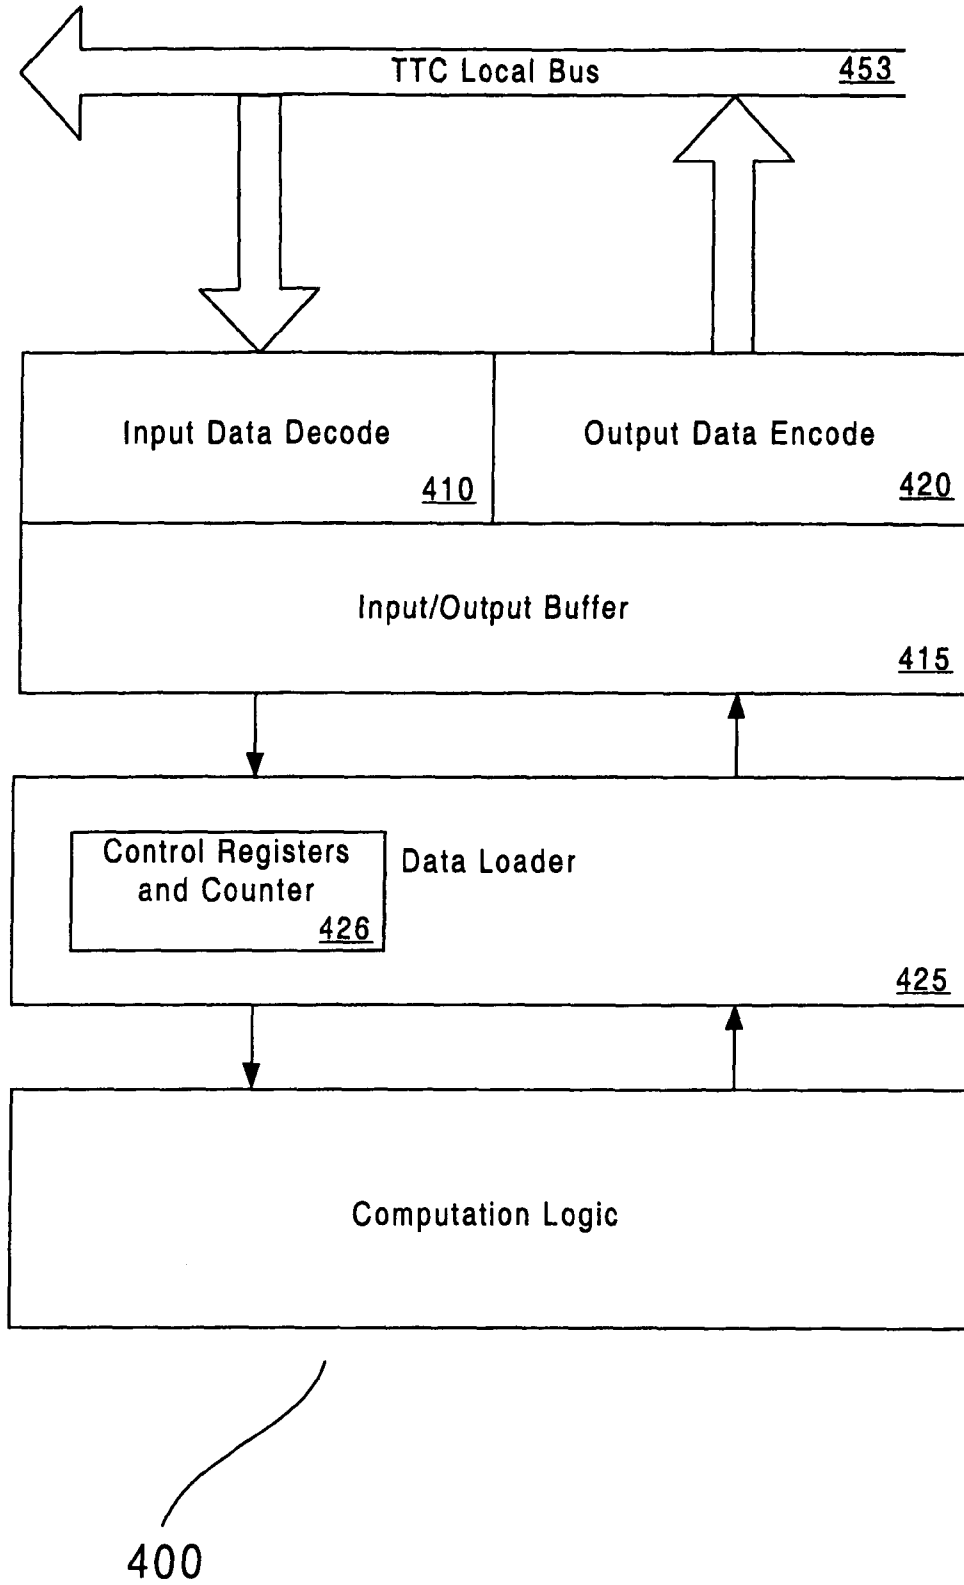 TTC Local Bus 453
Input Data Decode
410
Output Data Encode
420
Input/Output Buffer
415
Control Registers
and Counter
426
Data Loader
425
Computation Logic
400